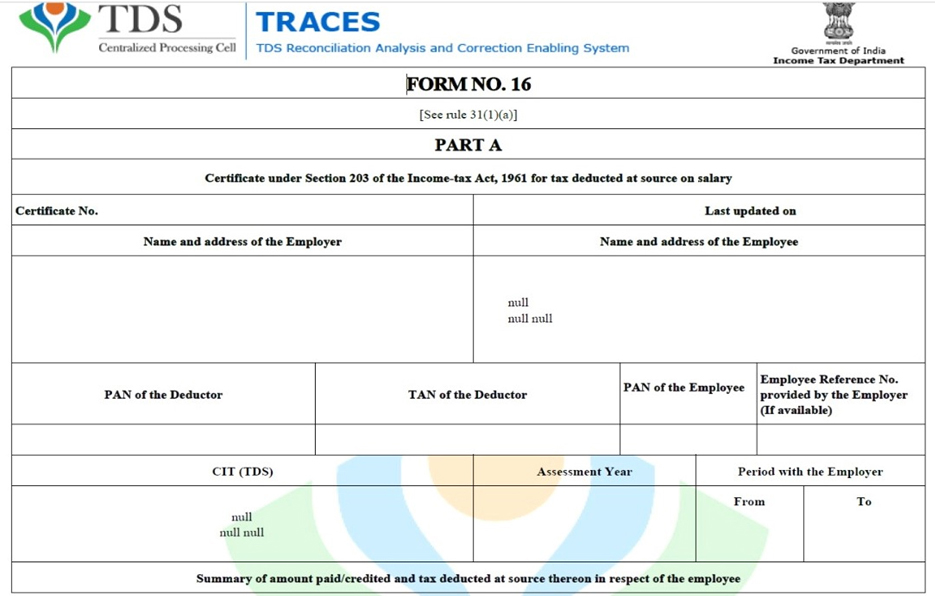 TDS
Centralized Processing Cell
TRACES
TDS Reconciliation Analysis and Correction Enabling System
Government of India
Income Tax Department
FORM NO. 16
[See rule 31(1)(a)]
PART A
Certificate under Section 203 of the Income-tax Act, 1961 for tax deducted at source on salary
Certificate No.
Last updated on
Name and address of the Employer
Name and address of the Employee
null
null null
PAN of the Deductor
TAN of the Deductor
PAN of the Employee
Employee Reference No.
provided by the Employer
(If available)
CIT (TDS)
Assessment Year
Period with the Employer
null
null null
From
To
Summary of amount paid/credited and tax deducted at source thereon in respect of the employee